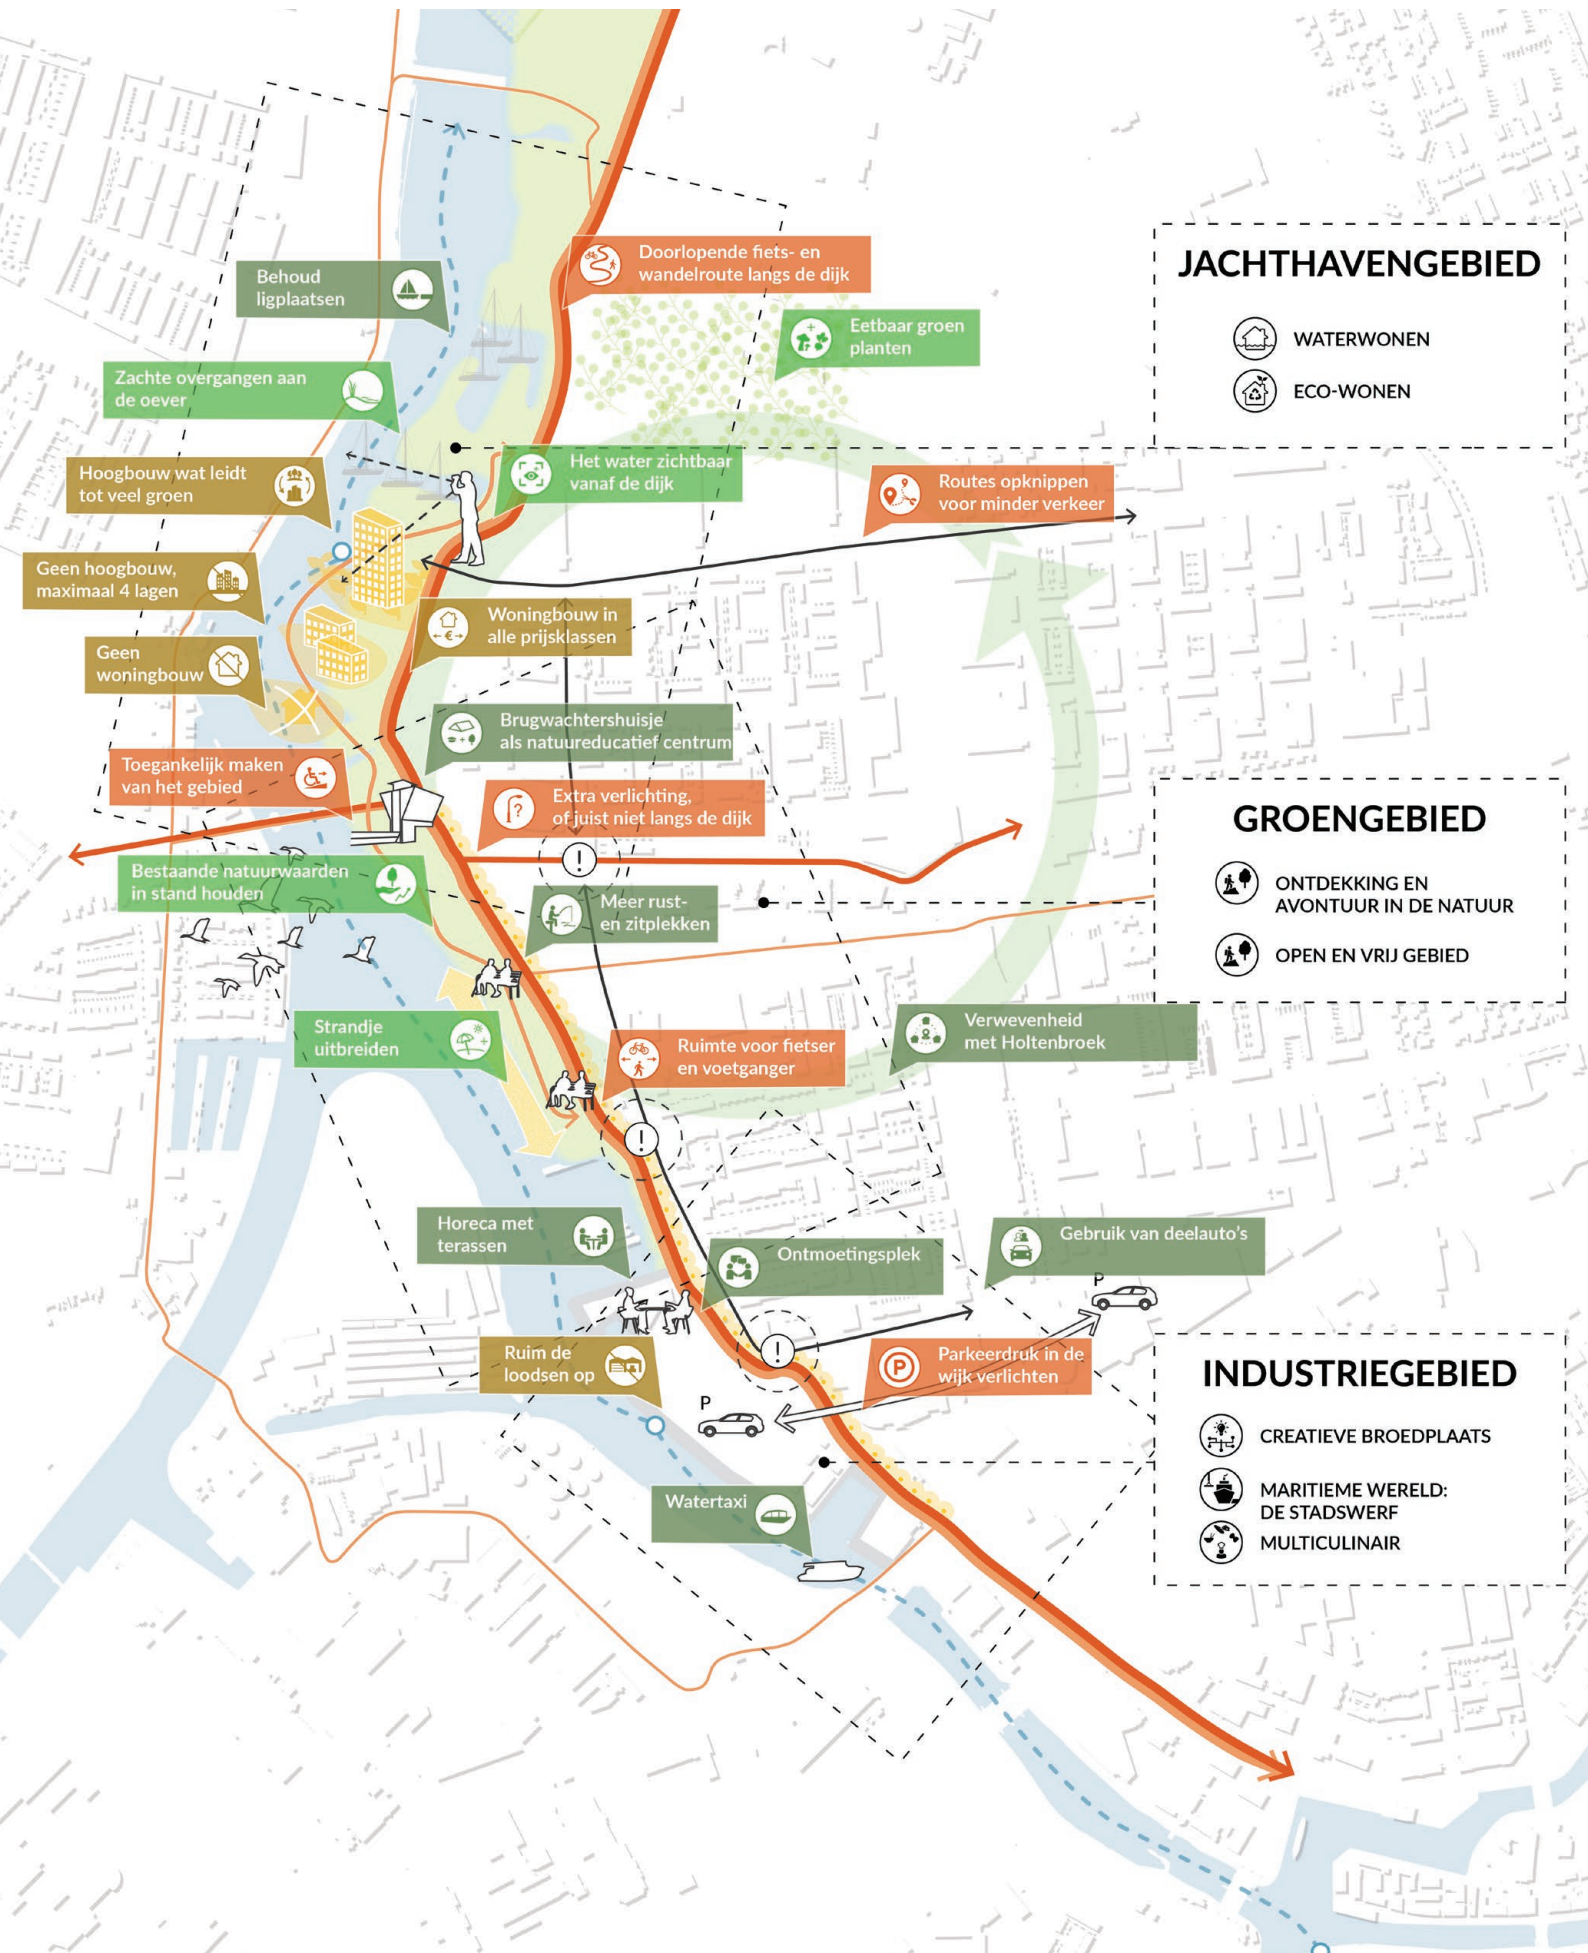 Doorlopende fiets- en
wandelroute langs de dijk
Behoud
ligplaatsen
Eetbaar groen
planten
Zachte overgangen aan
de oever
Het water zichtbaar
vanaf de dijk
Hoogbouw wat leidt
tot veel groen
Routes opknippen
voor minder verkeer
Geen hoogbouw,
maximaal 4 lagen
Woningbouw in
alle prijsklassen
€
Geen
woningbouw
Brugwachtershuisje
als natuureducatief centrum
Toegankelijk maken
van het gebied
Extra verlichting,
of juist niet langs de dijk
?
!
Bestaande natuurwaarden
in stand houden
Meer rust-
en zitplekken
Strandje
uitbreiden
Verwevenheid
met Holtenbroek
Ruimte voor fietser
en voetganger
!
Horeca met
terassen
Ontmoetingsplek
Gebruik van deelauto's
P
!
Ruim de
loodsen op
P
Parkeerdruk in de
wijk verlichten
P
Watertaxi
JACHTHAVENGEBIED
WATERWONEN
ECO-WONEN
GROENGEBIED
ONTDEKKING EN
AVONTUUR IN DE NATUUR
OPEN EN VRIJ GEBIED
INDUSTRIEGEBIED
CREATIEVE BROEDPLAATS
MARITIEME WERELD:
DE STADSWERF
MULTICULINAIR